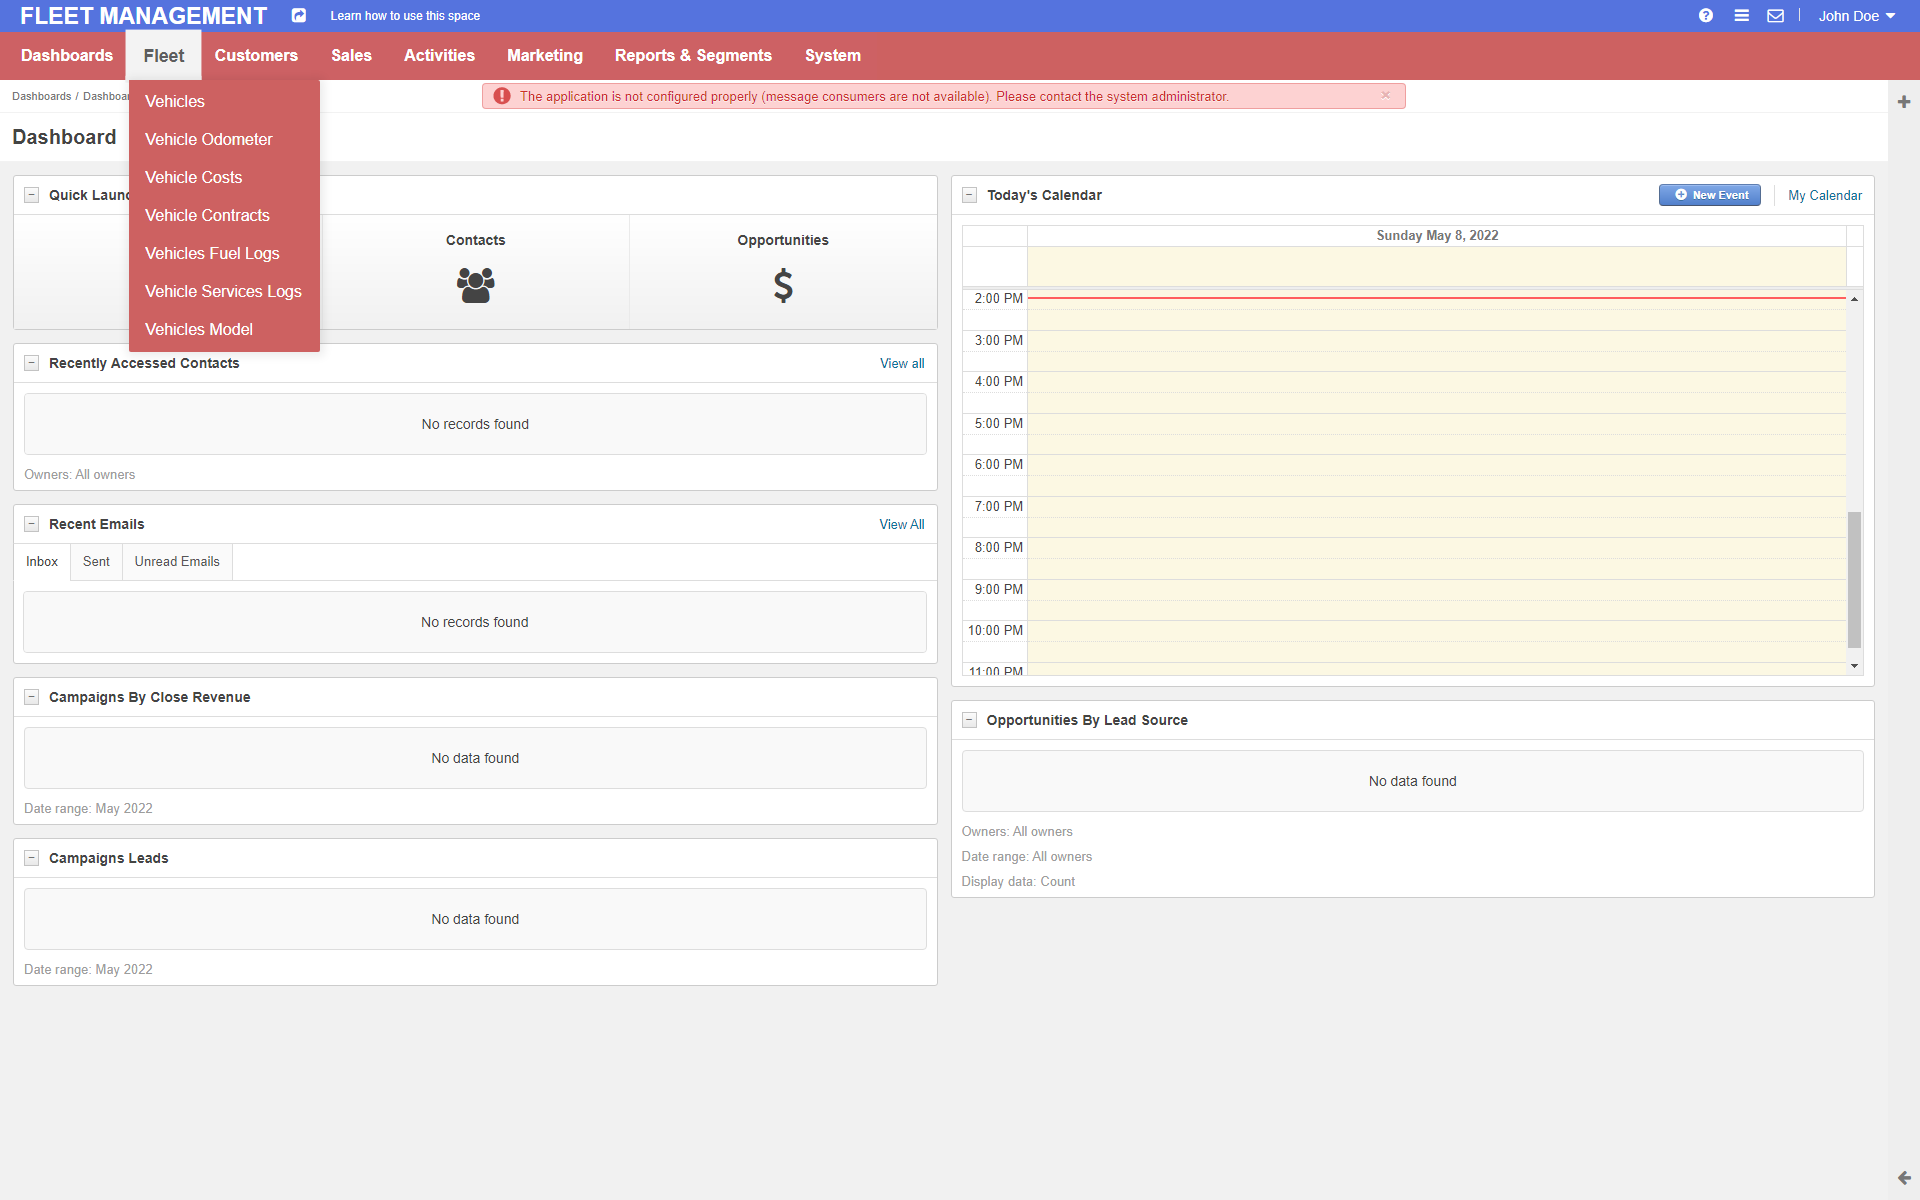 FLEET MANAGEMENT
Learn how to use this space
John Doe
Dashboards
Fleet
Customers
Sales
Activities
Marketing
Reports & Segments
System
Dashboards /
Vehicles
Vehicle Odometer
Vehicle Costs
Vehicle Contracts
Vehicles Fuel Logs
Vehicle Services Logs
Vehicles Model
The application is not configured properly (message consumers are not available). Please contact the system administrator.
Dashboard
Quick
Contacts
Opportunities
Recently Accessed Contacts
View all
No records found
Owners: All owners
Recent Emails
View All
Inbox
Sent
Unread Emails
No records found
Campaigns By Close Revenue
No data found
Date range: May 2022
Campaigns Leads
No data found
Date range: May 2022
Today's Calendar
New Event
My Calendar
Sunday May 8, 2022
2:00 PM
3:00 PM
4:00 PM
5:00 PM
6:00 PM
7:00 PM
8:00 PM
9:00 PM
10:00 PM
11:00 PM
Opportunities By Lead Source
No data found
Owners: All owners
Date range: All owners
Display data: Count